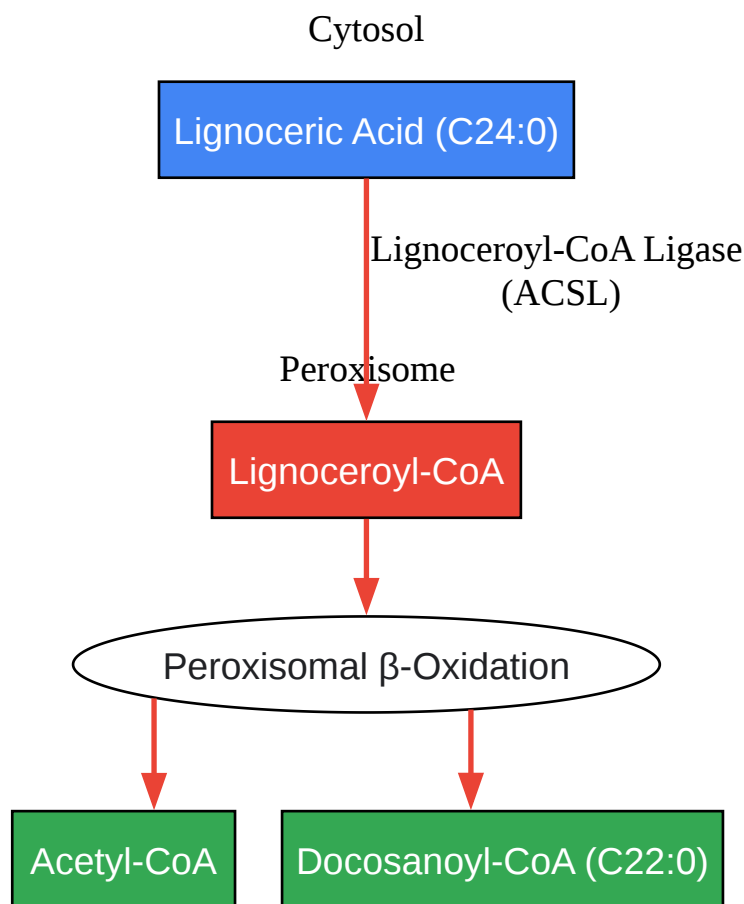 Cytosol
Lignoceric Acid (C24:0)
Lignoceroyl-CoA Ligase
(ACSL)
Peroxisome
Lignoceroyl-CoA
Peroxisomal β-Oxidation
Acetyl-CoA
Docosanoyl-CoA (C22:0)